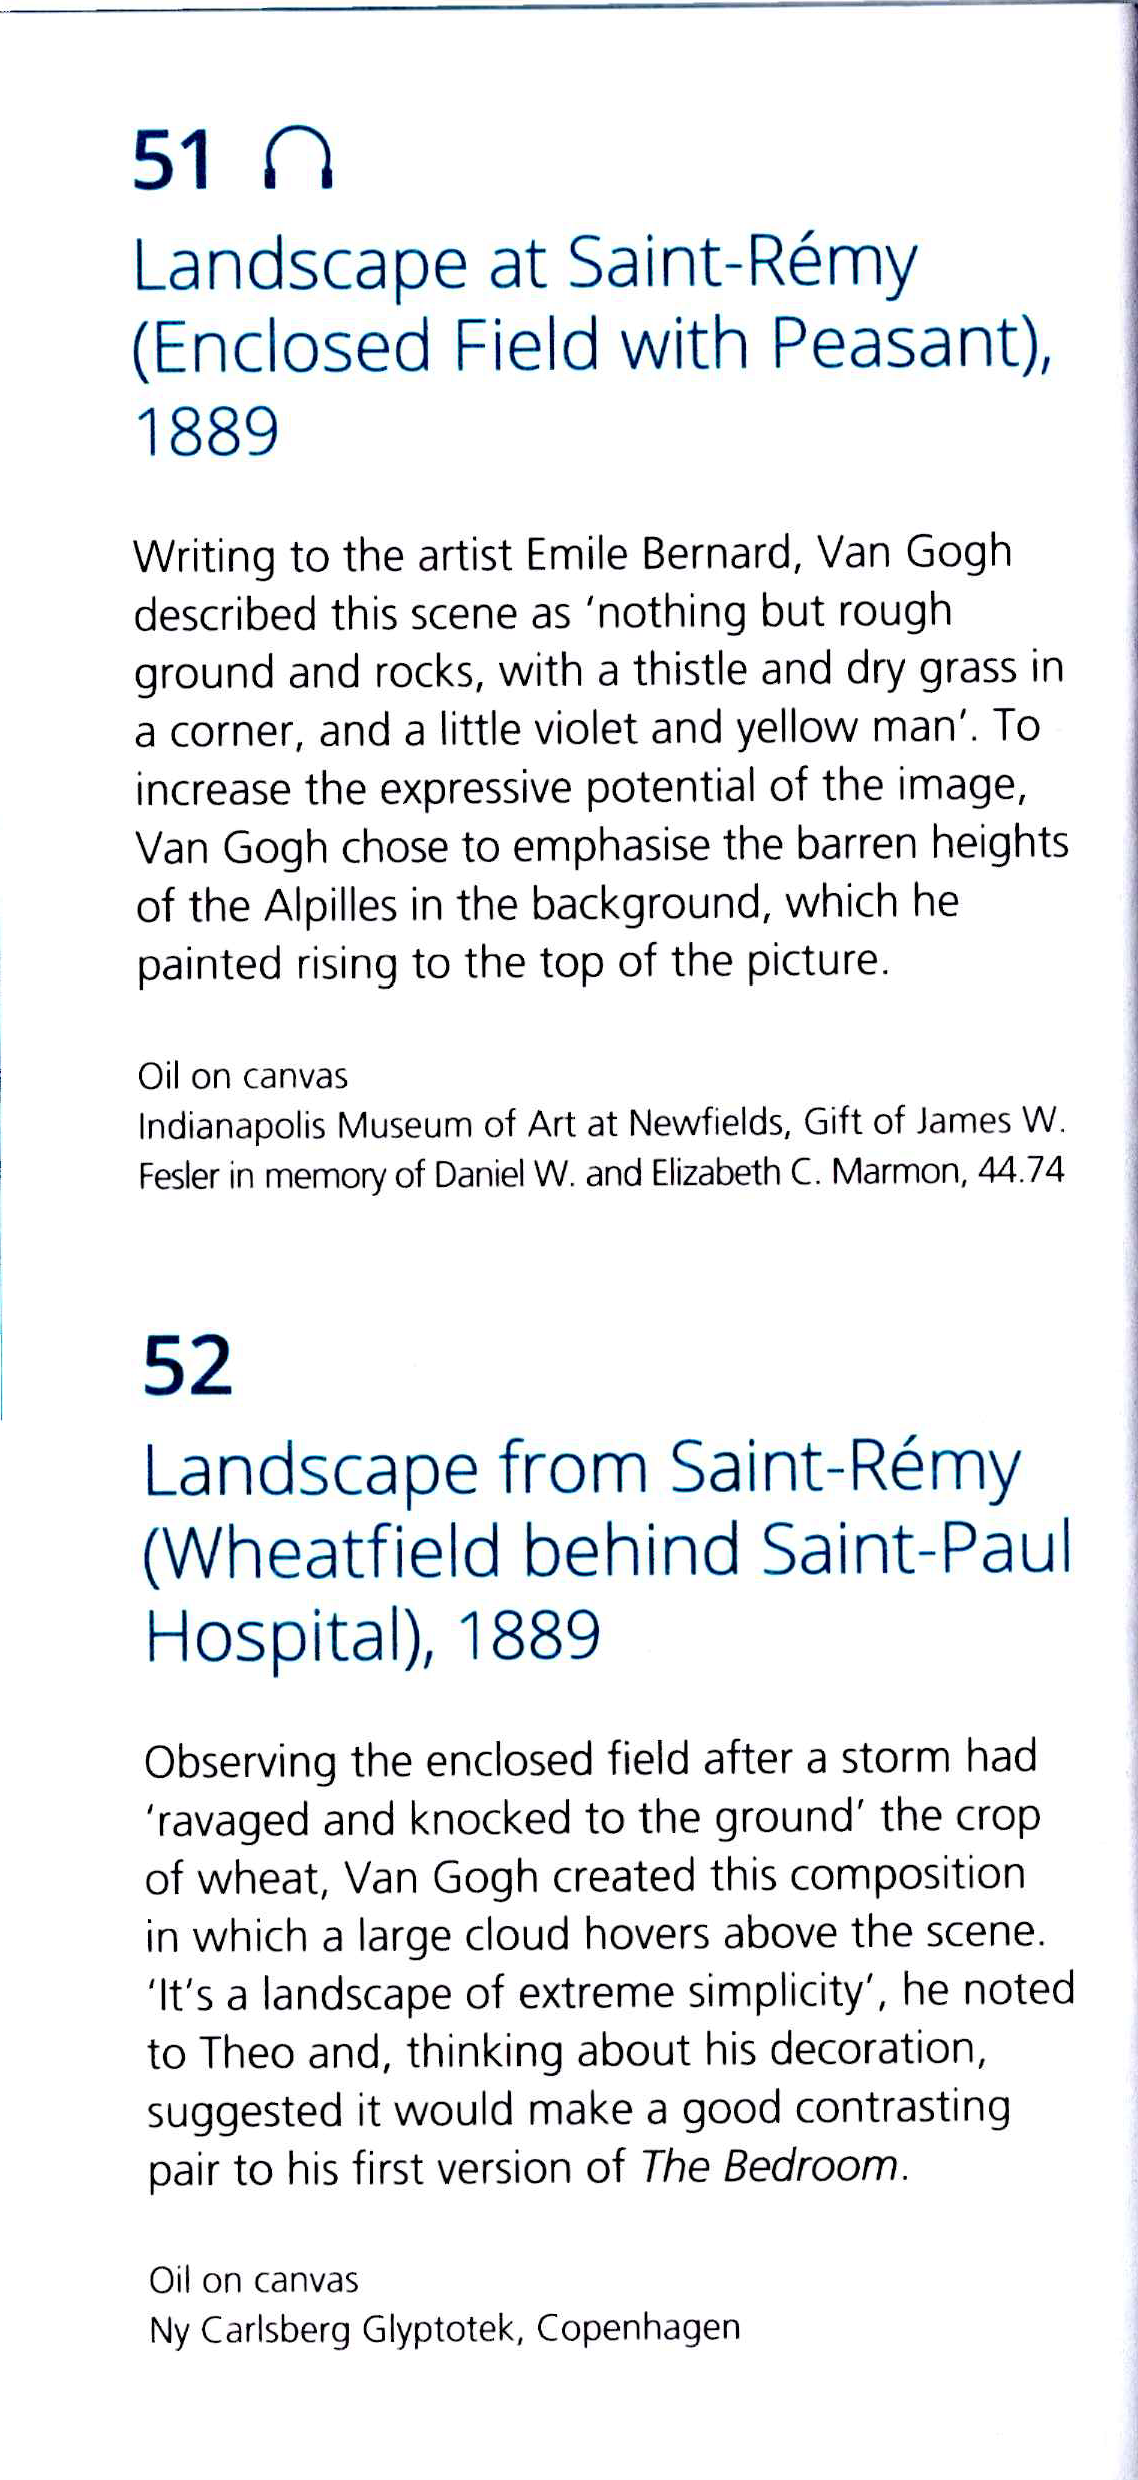 51
Landscape at Saint-Rémy
(Enclosed Field with Peasant),
1889
Writing to the artist Emile Bernard, Van Gogh
described this scene as ‘nothing but rough
ground and rocks, with a thistle and dry grass in
a corner, and a little violet and yellow man’. To
increase the expressive potential of the image,
Van Gogh chose to emphasise the barren heights
of the Alpilles in the background, which he
painted rising to the top of the picture.
Oil on canvas
Indianapolis Museum of Art at Newfields, Gift of James W.
Fesler in memory of Daniel W. and Elizabeth C. Marmon, 44.74
52
Landscape from Saint-Rémy
(Wheatfield behind Saint-Paul
Hospital), 1889
Observing the enclosed field after a storm had
‘ravaged and knocked to the ground’ the crop
of wheat, Van Gogh created this composition
in which a large cloud hovers above the scene.
‘It's a landscape of extreme simplicity’, he noted
to Theo and, thinking about his decoration,
suggested it would make a good contrasting
pair to his first version of The Bedroom.
Oil on canvas
Ny Carlsberg Glyptotek, Copenhagen